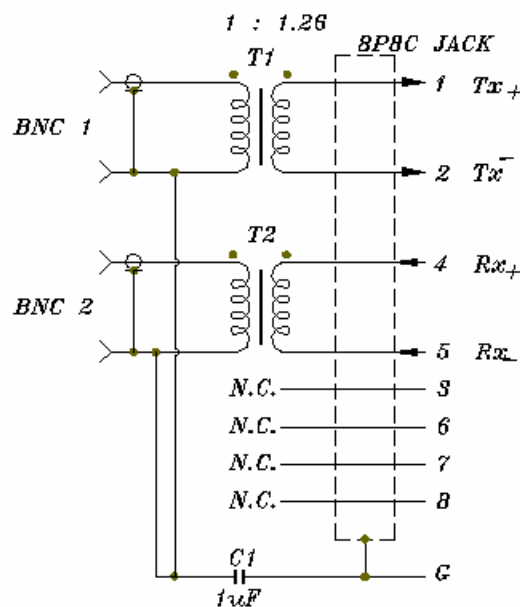 1 : 1.26
T1
8P8C JACK
BNC 1
1 Tx+
2 Tx-
T2
BNC 2
4 Rx+
5 Rx-
N.C. 3
N.C. 6
N.C. 7
N.C. 8
C1
1uF
G